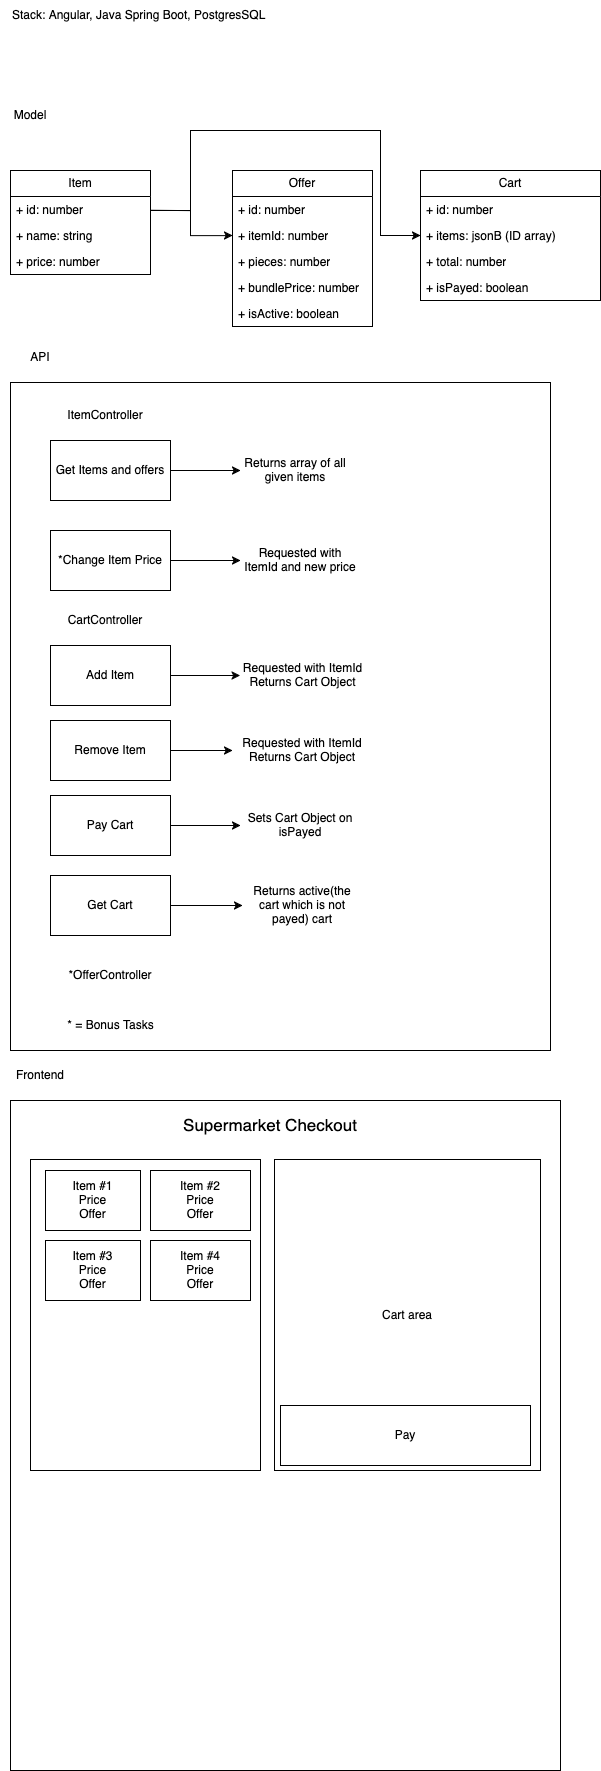 Stack: Angular, Java Spring Boot, PostgresSQL
Model
Item
+ id: number
+ name: string
+ price: number
Offer
+ id: number
+ itemId: number
+ pieces: number
+ bundlePrice: number
+ isActive: boolean
Cart
+ id: number
+ items: jsonB (ID array)
+ total: number
+ isPayed: boolean
API
ItemController
Get Items and offers
Returns array of all
given items
*Change Item Price
Requested with
ItemId and new price
CartController
Add Item
Requested with ItemId
Returns Cart Object
Remove Item
Requested with ItemId
Returns Cart Object
Pay Cart
Sets Cart Object on
isPayed
Get Cart
Returns active(the
cart which is not
payed) cart
*OfferController
* = Bonus Tasks
Frontend
Supermarket Checkout
Item #1
Price
Offer
Item #2
Price
Offer
Item #3
Price
Offer
Item #4
Price
Offer
Cart area
Pay